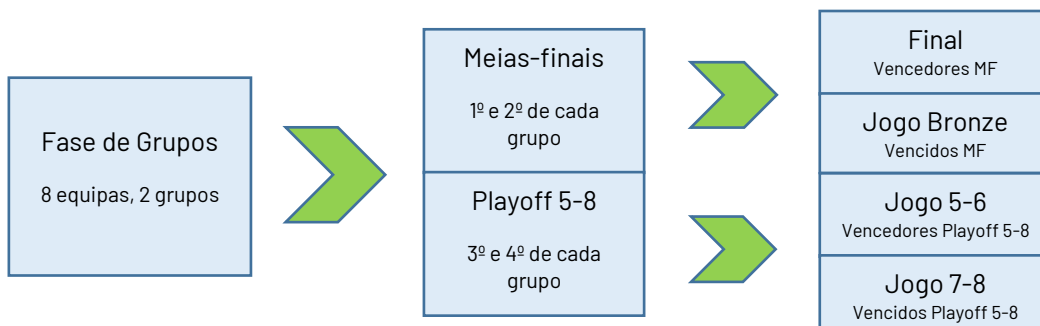 Fase de Grupos
8 equipas, 2 grupos
Meias-finais
1º e 2º de cada
grupo
Playoff 5-8
3º e 4º de cada
grupo
Final
Vencedores MF
Jogo Bronze
Vencidos MF
Jogo 5-6
Vencedores Playoff 5-8
Jogo 7-8
Vencidos Playoff 5-8